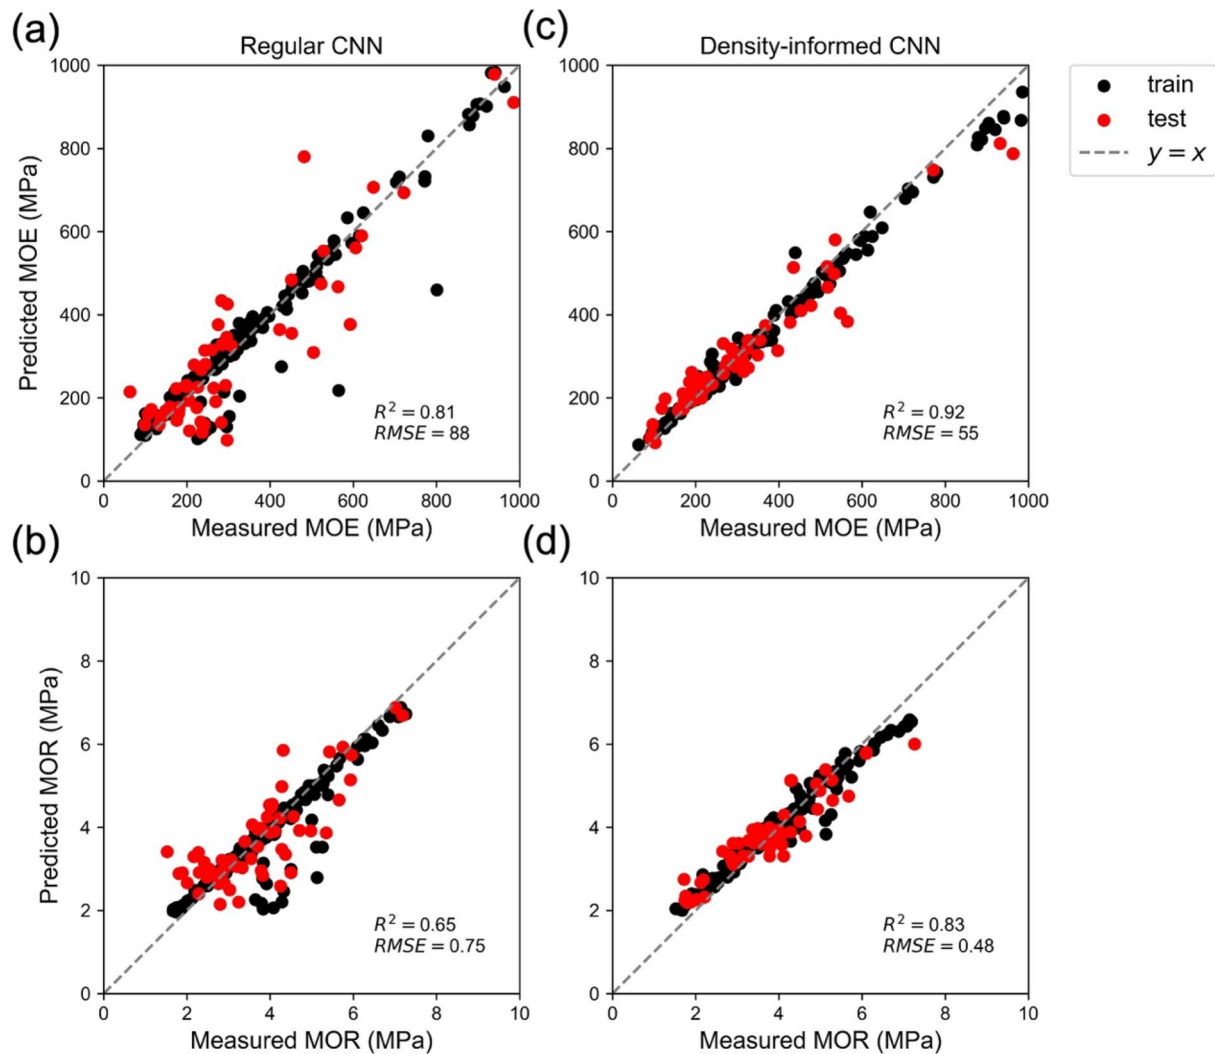 (a)
Regular CNN
1000
800
600
400
200
0
Predicted MOE (MPa)
R² = 0.81
RMSE = 88
0 200 400 600 800 1000
Measured MOE (MPa)
(c)
Density-informed CNN
1000
800
600
400
200
0
R² = 0.92
RMSE = 55
0 200 400 600 800 1000
Measured MOE (MPa)
train
test
y = x
(b)
10
8
6
4
2
0
Predicted MOR (MPa)
R² = 0.65
RMSE = 0.75
0 2 4 6 8 10
Measured MOR (MPa)
(d)
10
8
6
4
2
0
R² = 0.83
RMSE = 0.48
0 2 4 6 8 10
Measured MOR (MPa)